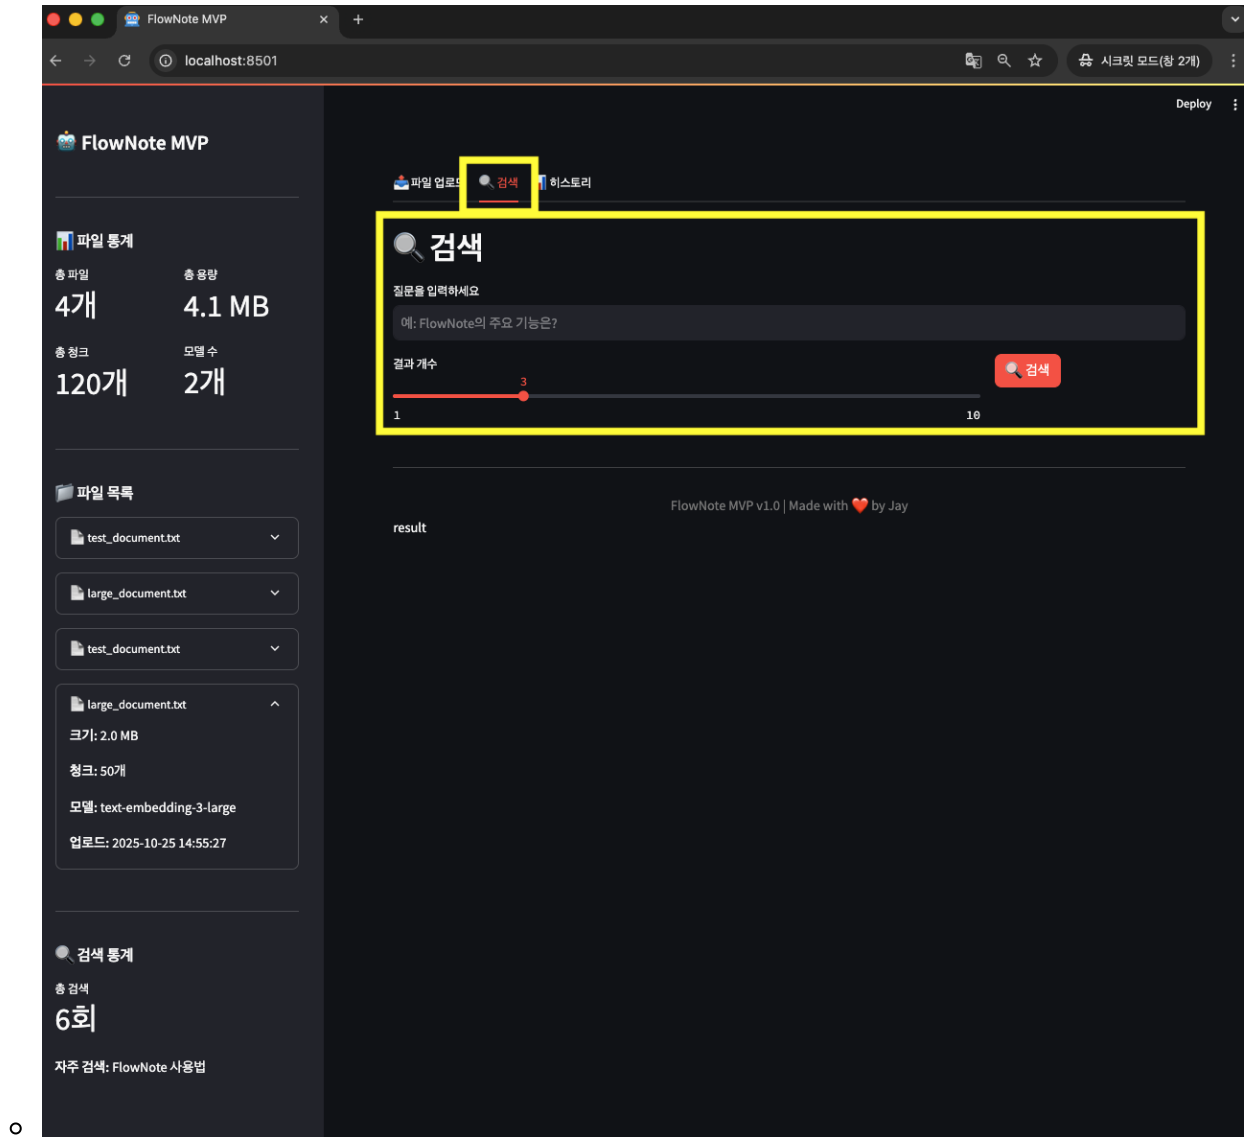 FlowNote MVP
localhost:8501
시크릿 모드(창 2개)
Deploy
FlowNote MVP
파일 통계
총 파일
총 용량
4개
4.1 MB
총 청크
모델 수
120개
2개
파일 목록
test_document.txt
large_document.txt
test_document.txt
large_document.txt
크기: 2.0 MB
청크: 50개
모델: text-embedding-3-large
업로드: 2025-10-25 14:55:27
검색 통계
총 검색
6회
자주 검색: FlowNote 사용법
파일 업로드
검색
히스토리
검색
질문을 입력하세요
예: FlowNote의 주요 기능은?
결과 개수
3
1
10
검색
FlowNote MVP v1.0 | Made with ❤️ by Jay
result